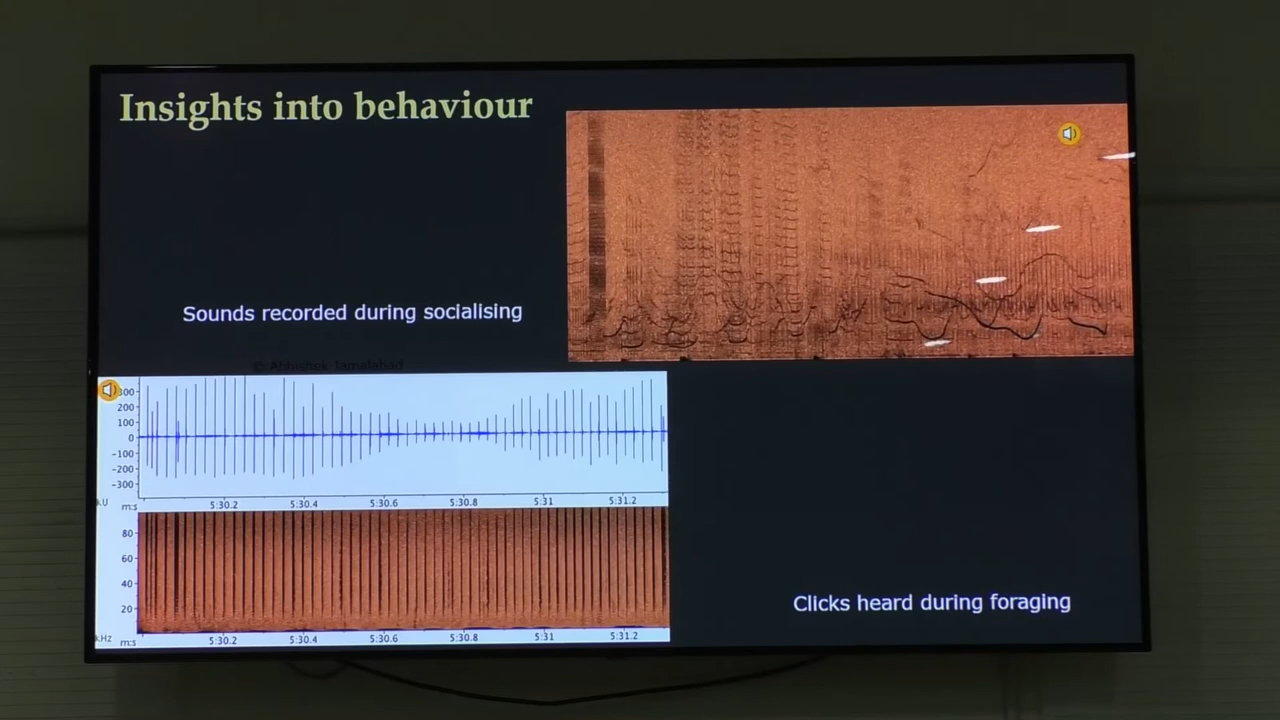 Insights into behaviour
Sounds recorded during socialising
© Abhishek Jamalabad
300
200
100
0
-100
-200
-300
kU
m:s
5:30.2 5:30.4 5:30.6 5:30.8 5:31 5:31.2
80
60
40
20
kHz
m:s
5:30.2 5:30.4 5:30.6 5:30.8 5:31 5:31.2
Clicks heard during foraging